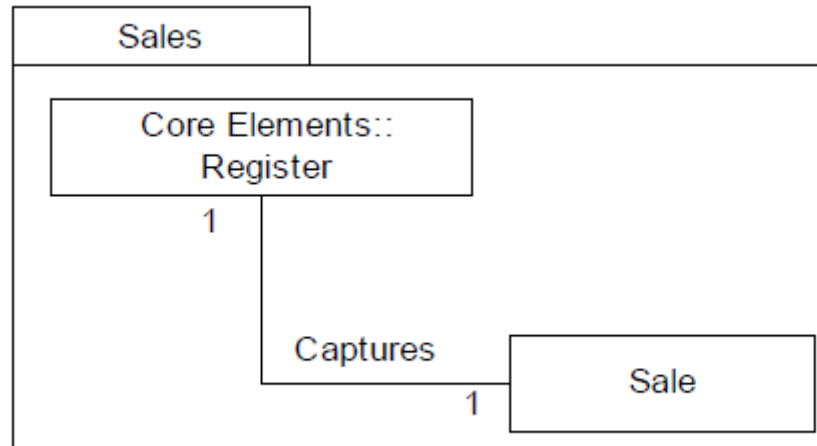 Sales
Core Elements::
Register
1
Captures
Sale
1